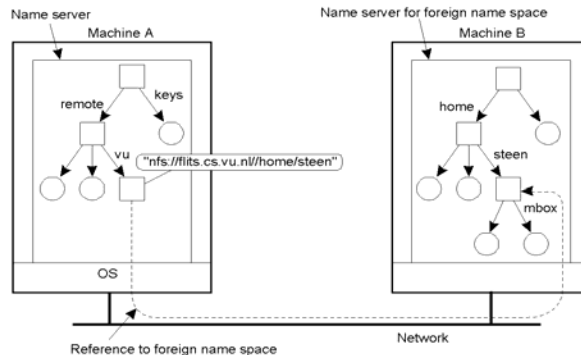 Name server
Name server for foreign name space
Machine A
Machine B
keys
remote
home
vu
steen
"nfs://flits.cs.vu.nl//home/steen"
mbox
OS
Network
Reference to foreign name space